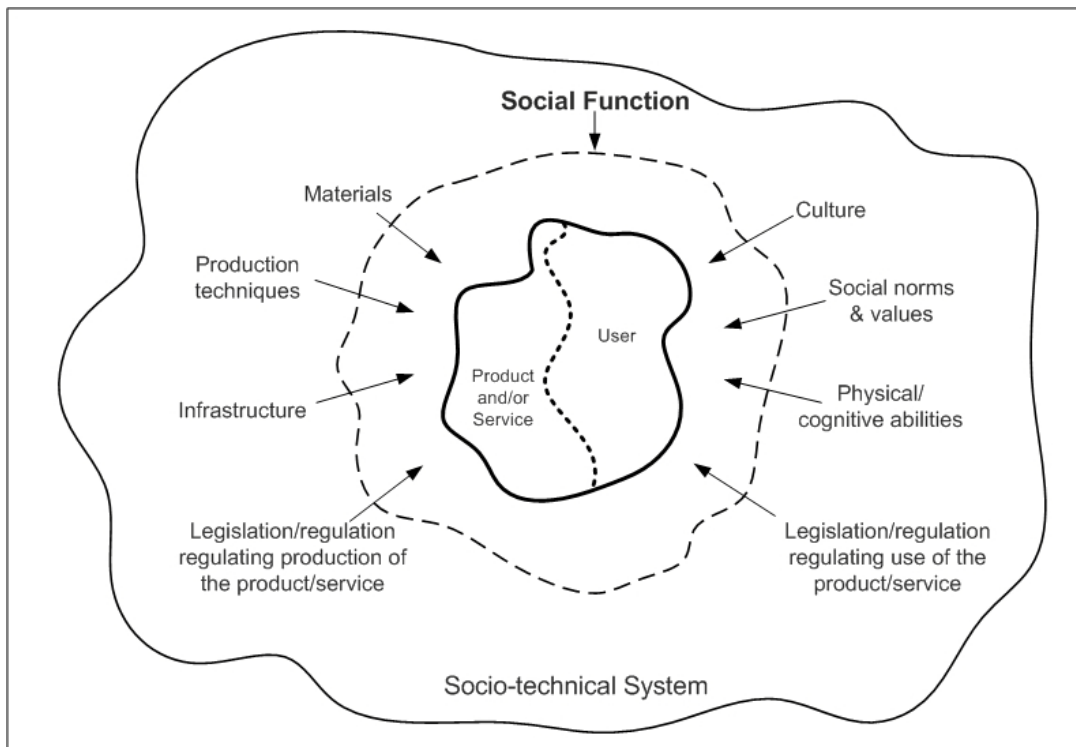 Social Function
Materials
Culture
Production
techniques
Social norms
& values
User
Product
and/or
Service
Infrastructure
Physical/
cognitive abilities
Legislation/regulation
regulating production of
the product/service
Legislation/regulation
regulating use of the
product/service
Socio-technical System